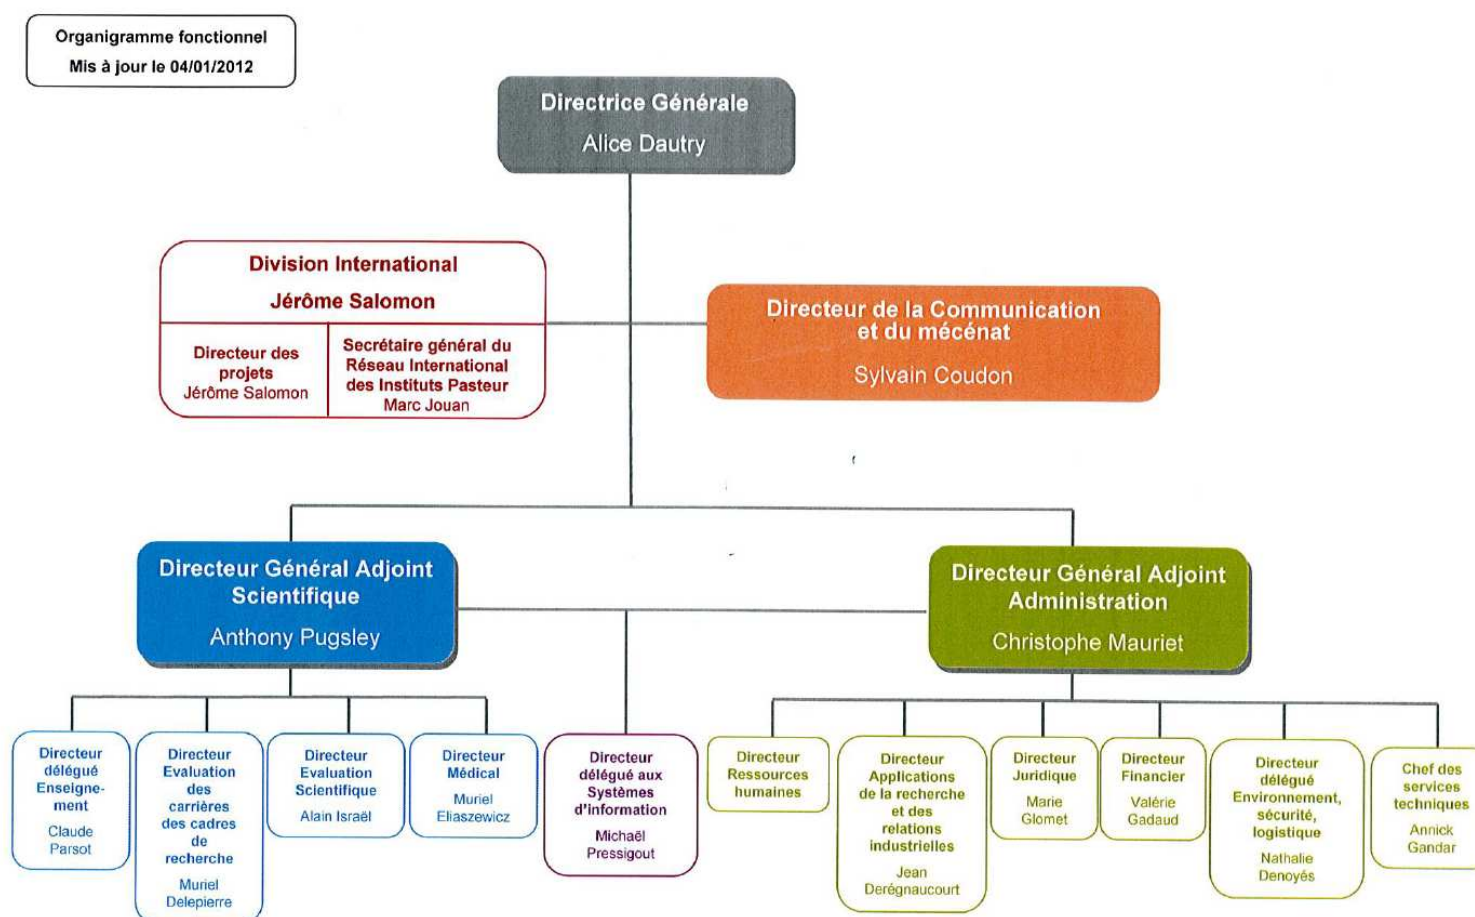 Organigramme fonctionnel
Mis à jour le 04/01/2012
Directrice Générale
Alice Dautry
Division International
Jérôme Salomon
Directeur des
projets
Jérôme Salomon
Secrétaire général du
Réseau International
des Instituts Pasteur
Marc Jouan
Directeur de la Communication
et du mécénat
Sylvain Coudon
Directeur Général Adjoint
Scientifique
Anthony Pugsley
Directeur Général Adjoint
Administration
Christophe Mauriet
Directeur
délégué
Enseigne-
ment
Claude
Parsot
Directeur
Evaluation
des
carrières
des cadres
de
recherche
Muriel
Delepierre
Directeur
Evaluation
Scientifique
Alain Israël
Directeur
Médical
Muriel
Eliaszewicz
Directeur
délégué aux
Systèmes
d'information
Michaël
Pressigout
Directeur
Ressources
humaines
Directeur
Applications
de la recherche
et des
relations
industrielles
Jean
Derégnaucourt
Directeur
Juridique
Marie
Glomet
Directeur
Financier
Valérie
Gadaud
Directeur
délégué
Environnement,
sécurité,
logistique
Nathalie
Denoyés
Chef des
services
techniques
Annick
Gandar